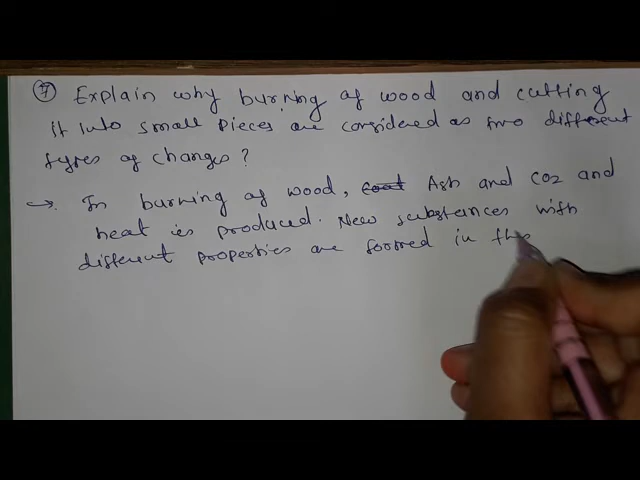 7 Explain why burning of wood and cutting
it into small pieces are considered as two different
types of changes?
→ In burning of wood, Ash and CO2 and
heat is produced. New substances with
different properties are formed in this